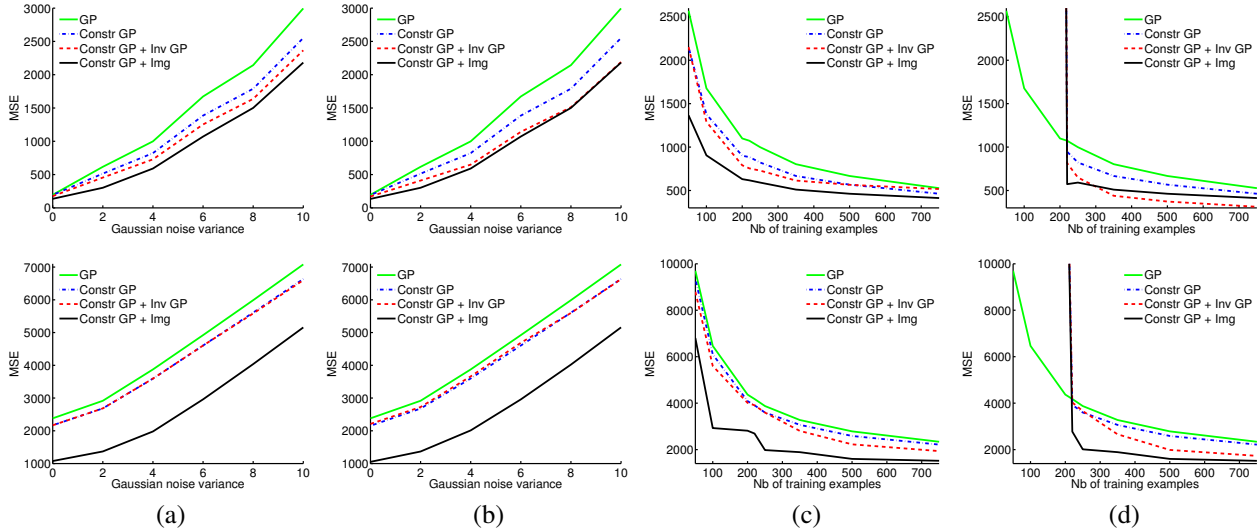 3000
2500
2000
1500
1000
500
0
MSE
GP
Constr GP
Constr GP + Inv GP
Constr GP + Img
0 2 4 6 8 10
Gaussian noise variance
3000
2500
2000
1500
1000
500
0
MSE
GP
Constr GP
Constr GP + Inv GP
Constr GP + Img
0 2 4 6 8 10
Gaussian noise variance
2500
2000
1500
1000
500
MSE
GP
Constr GP
Constr GP + Inv GP
Constr GP + Img
100 200 300 400 500 600 700
Nb of training examples
2500
2000
1500
1000
500
MSE
GP
Constr GP
Constr GP + Inv GP
Constr GP + Img
100 200 300 400 500 600 700
Nb of training examples
7000
6000
5000
4000
3000
2000
1000
MSE
GP
Constr GP
Constr GP + Inv GP
Constr GP + Img
0 2 4 6 8 10
Gaussian noise variance
7000
6000
5000
4000
3000
2000
1000
MSE
GP
Constr GP
Constr GP + Inv GP
Constr GP + Img
0 2 4 6 8 10
Gaussian noise variance
10000
8000
6000
4000
2000
MSE
GP
Constr GP
Constr GP + Inv GP
Constr GP + Img
100 200 300 400 500 600 700
Nb of training examples
10000
8000
6000
4000
2000
MSE
GP
Constr GP
Constr GP + Inv GP
Constr GP + Img
100 200 300 400 500 600 700
Nb of training examples
(a) (b) (c) (d)